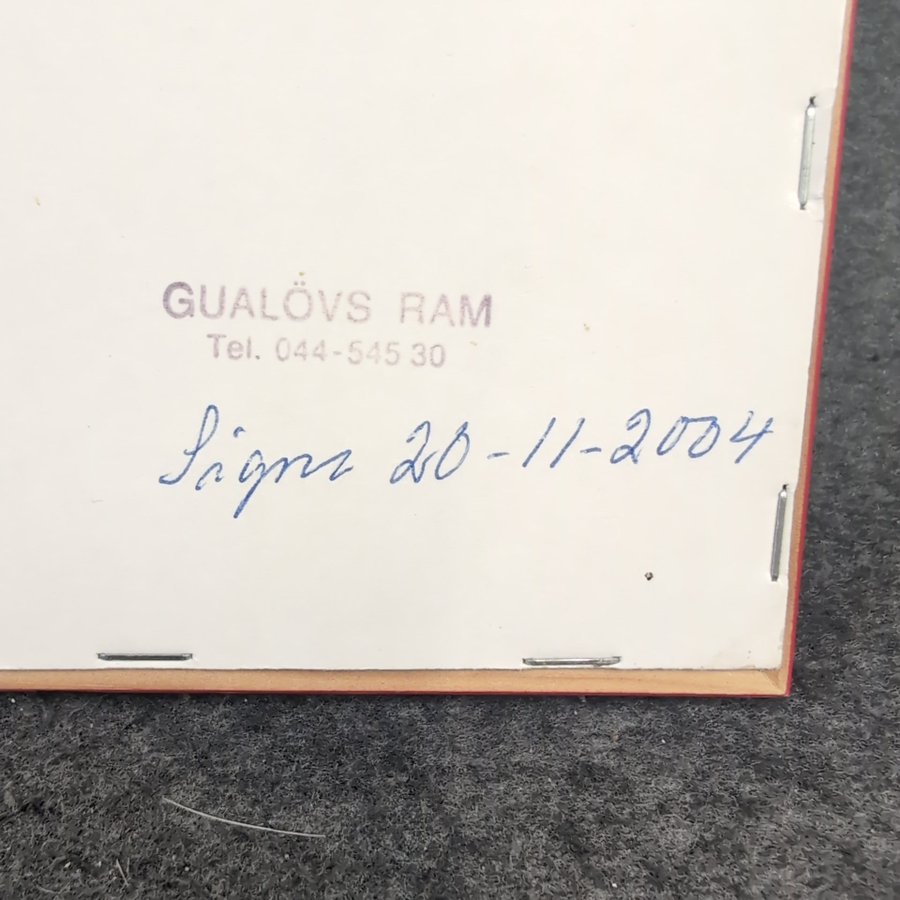 GUALÖVS RAM
Tel. 044-545 30
Signe 20-11-2004